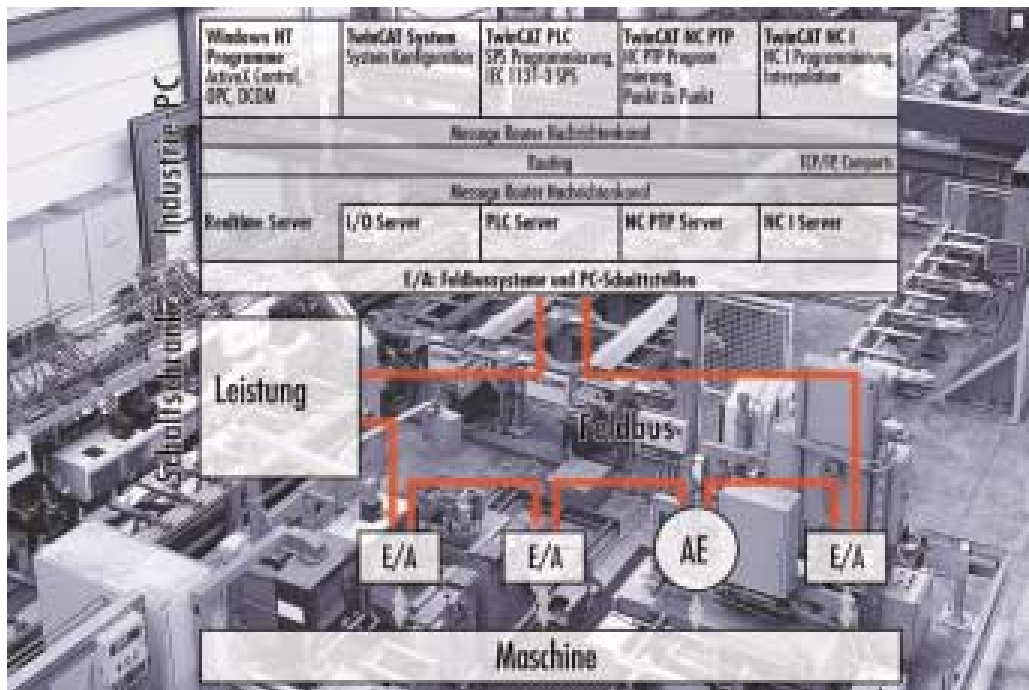 Windows NT
Programme
ActiveX Control,
OPC, DCOM
TwinCAT System
System Konfiguration
TwinCAT PLC
SPS Programmierung,
IEC 1131-3 SPS
TwinCAT NC PTP
NC PTP Program
mierung,
Punkt zu Punkt
TwinCAT NC I
NC I Programmierung,
Interpolation
Message Router Nachrichtenkanal
Routing
TCP/IP,
Message Router Nachrichtenkanal
Realtime Server
I/O Server
PLC Server
NC PTP Server
NC I Server
E/A: Feldbussysteme und PC-Schnittstellen
Industrie-PC
Schaltschrank
Leistung
Feldbus-
E/A
E/A
AE
E/A
Maschine